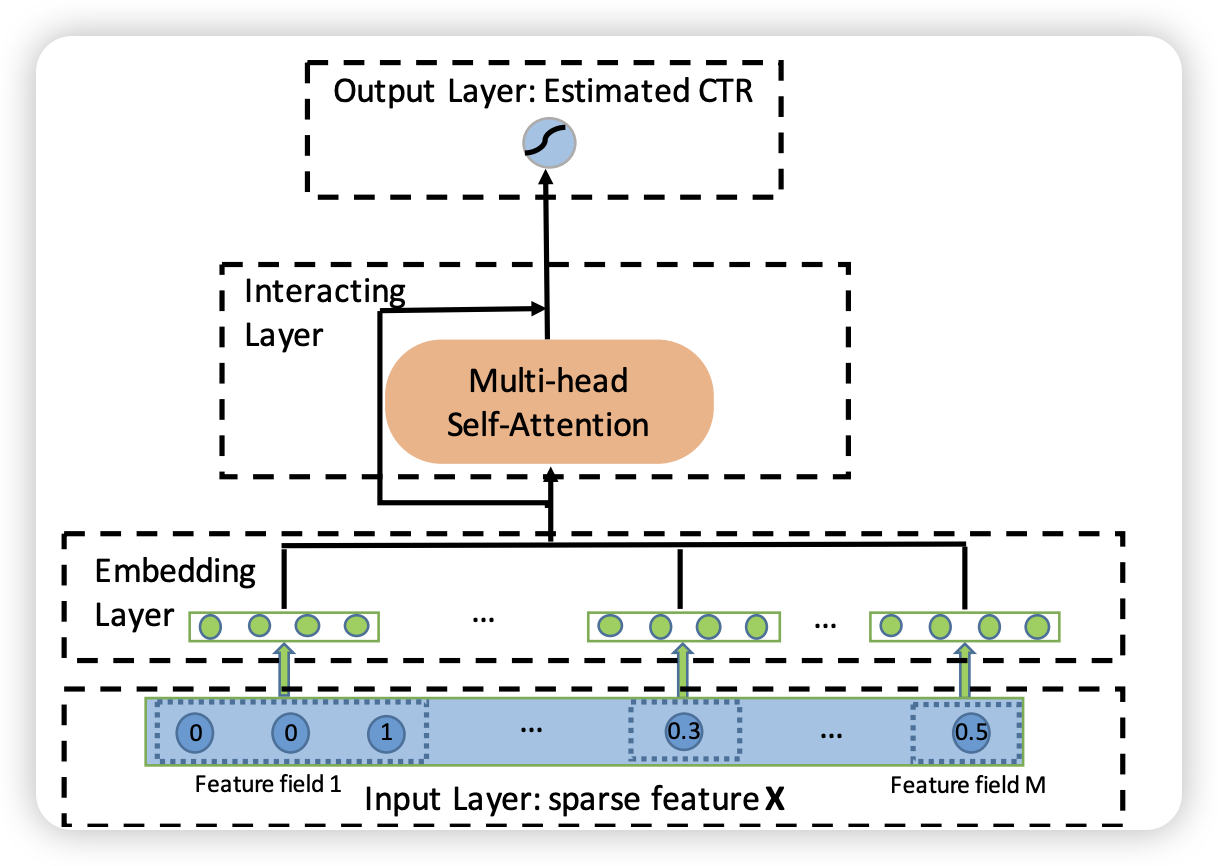 Output Layer: Estimated CTR
Interacting
Layer
Multi-head
Self-Attention
Embedding
Layer
...
...
0 0 1 ... 0.3 ... 0.5
Feature field 1
Feature field M
Input Layer: sparse feature X